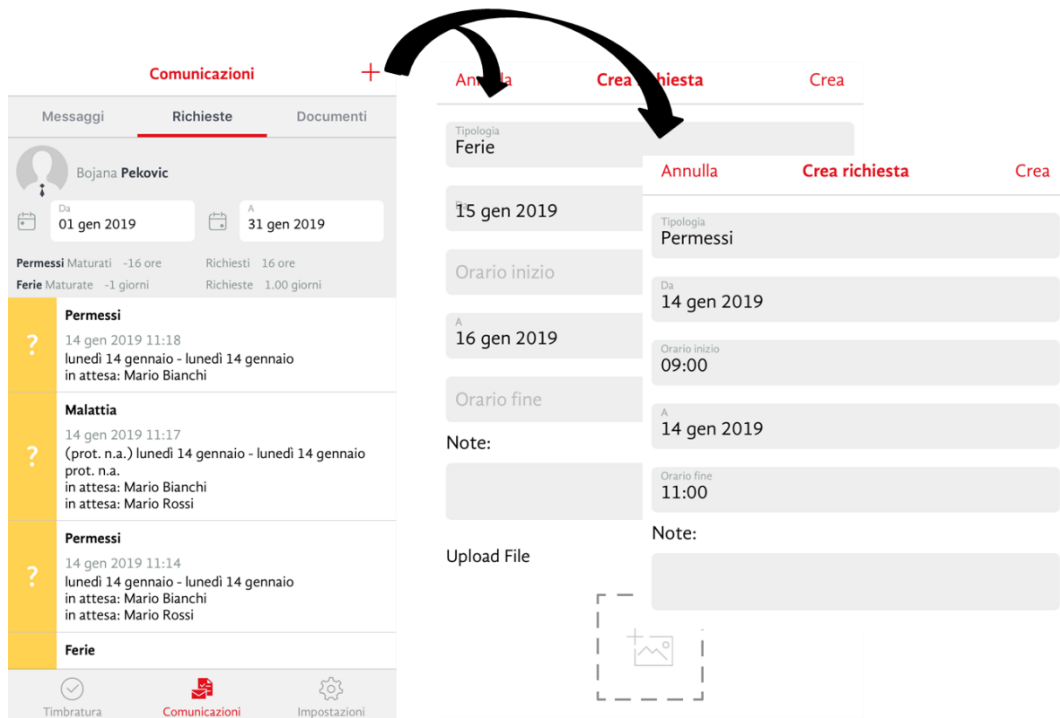 Comunicazioni
+
Messaggi Richieste Documenti
Bojana Pekovic
Da
01 gen 2019
A
31 gen 2019
Permessi Maturati -16 ore Richiesti 16 ore
Ferie Maturate -1 giorni Richieste 1.00 giorni
?
Permessi
14 gen 2019 11:18
lunedì 14 gennaio - lunedì 14 gennaio
in attesa: Mario Bianchi
?
Malattia
14 gen 2019 11:17
(prot. n.a.) lunedì 14 gennaio - lunedì 14 gennaio
prot. n.a.
in attesa: Mario Bianchi
in attesa: Mario Rossi
?
Permessi
14 gen 2019 11:14
lunedì 14 gennaio - lunedì 14 gennaio
in attesa: Mario Bianchi
in attesa: Mario Rossi
Ferie
Timbratura Comunicazioni Impostazioni
Annulla Crea richiesta Crea
Tipologia
Ferie
Da
15 gen 2019
Orario inizio
A
16 gen 2019
Orario fine
Note:
Upload File
Annulla Crea richiesta Crea
Tipologia
Permessi
Da
14 gen 2019
Orario inizio
09:00
A
14 gen 2019
Orario fine
11:00
Note: